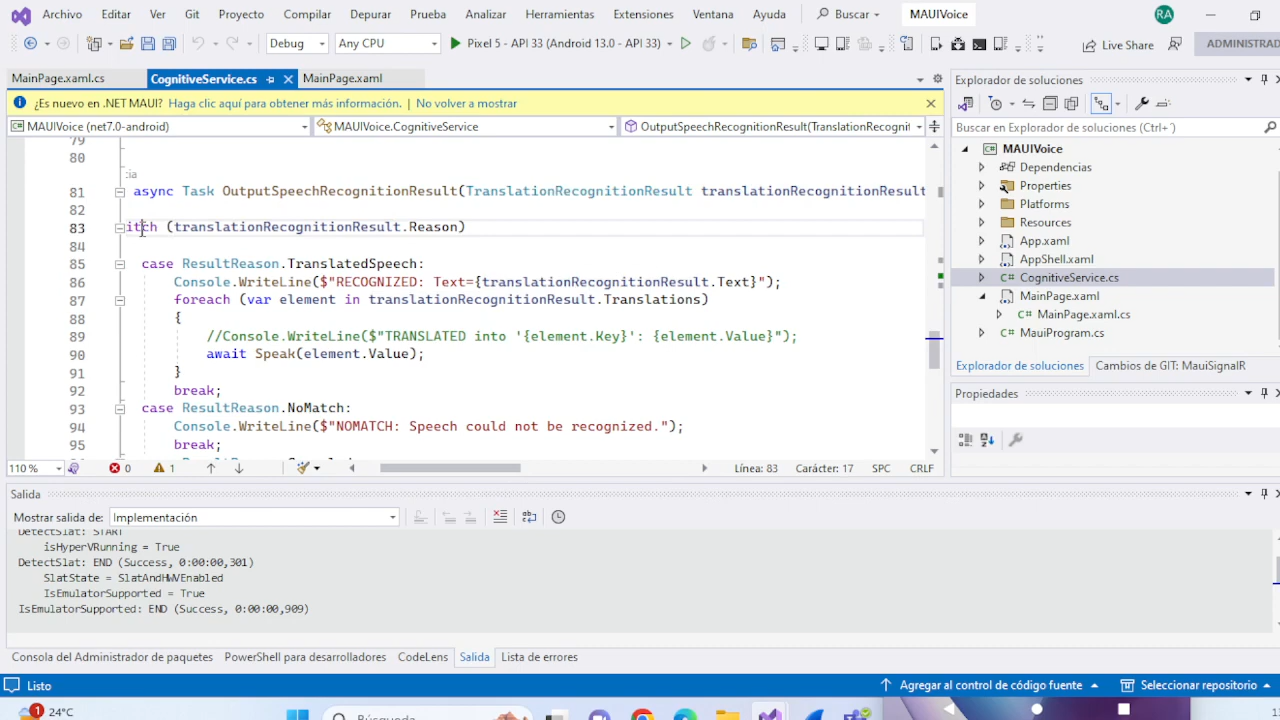 Archivo Editar Ver Git Proyecto Compilar Depurar Prueba Analizar Herramientas Extensiones Ventana Ayuda Buscar MAUIVoice RA
Debug Any CPU Pixel 5 - API 33 (Android 13.0 - API 33) Live Share ADMINISTRAD
MainPage.xaml.cs CognitiveService.cs MainPage.xaml
¿Es nuevo en .NET MAUI? Haga clic aquí para obtener más información. | No volver a mostrar
MAUIVoice (net7.0-android) MAUIVoice.CognitiveService OutputSpeechRecognitionResult(TranslationRecogniti
79
80
cia
81 async Task OutputSpeechRecognitionResult(TranslationRecognitionResult translationRecognitionResult
82
83 itch (translationRecognitionResult.Reason)
84
85 case ResultReason.TranslatedSpeech:
86 Console.WriteLine($"RECOGNIZED: Text={translationRecognitionResult.Text}");
87 foreach (var element in translationRecognitionResult.Translations)
88 {
89 //Console.WriteLine($"TRANSLATED into '{element.Key}': {element.Value}");
90 await Speak(element.Value);
91 }
92 break;
93 case ResultReason.NoMatch:
94 Console.WriteLine($"NOMATCH: Speech could not be recognized.");
95 break;
110 % 0 1 Línea: 83 Carácter: 17 SPC CRLF
Explorador de soluciones
Buscar en Explorador de soluciones (Ctrl+´)
MAUIVoice
Dependencias
Properties
Platforms
Resources
App.xaml
AppShell.xaml
CognitiveService.cs
MainPage.xaml
MainPage.xaml.cs
MauiProgram.cs
Explorador de soluciones Cambios de GIT: MauiSignalR
Propiedades
Salida
Mostrar salida de: Implementación
DetectSlat: START
isHyperVRunning = True
DetectSlat: END (Success, 0:00:00,301)
SlatState = SlatAndHWVEnabled
IsEmulatorSupported = True
IsEmulatorSupported: END (Success, 0:00:00,909)
Consola del Administrador de paquetes PowerShell para desarrolladores CodeLens Salida Lista de errores
Listo Agregar al control de código fuente Seleccionar repositorio
1 24°C Búsqueda